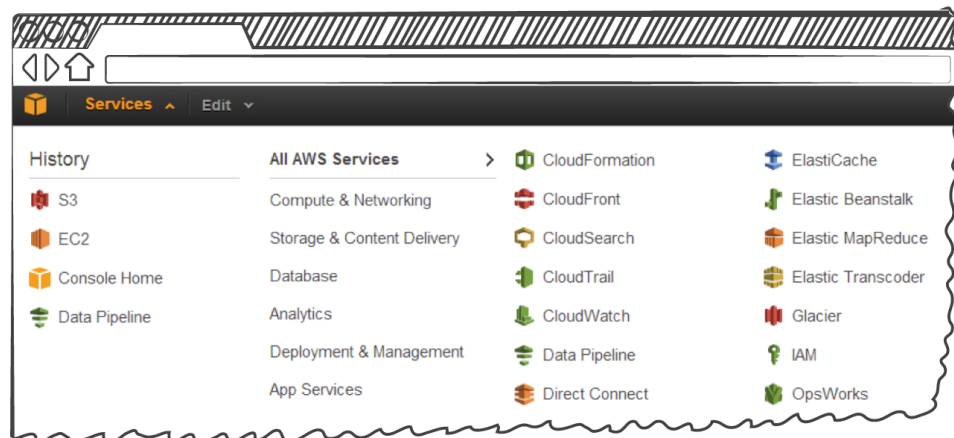 Services Edit
History
S3
EC2
Console Home
Data Pipeline
All AWS Services
Compute & Networking
Storage & Content Delivery
Database
Analytics
Deployment & Management
App Services
CloudFormation
CloudFront
CloudSearch
CloudTrail
CloudWatch
Data Pipeline
Direct Connect
ElastiCache
Elastic Beanstalk
Elastic MapReduce
Elastic Transcoder
Glacier
IAM
OpsWorks